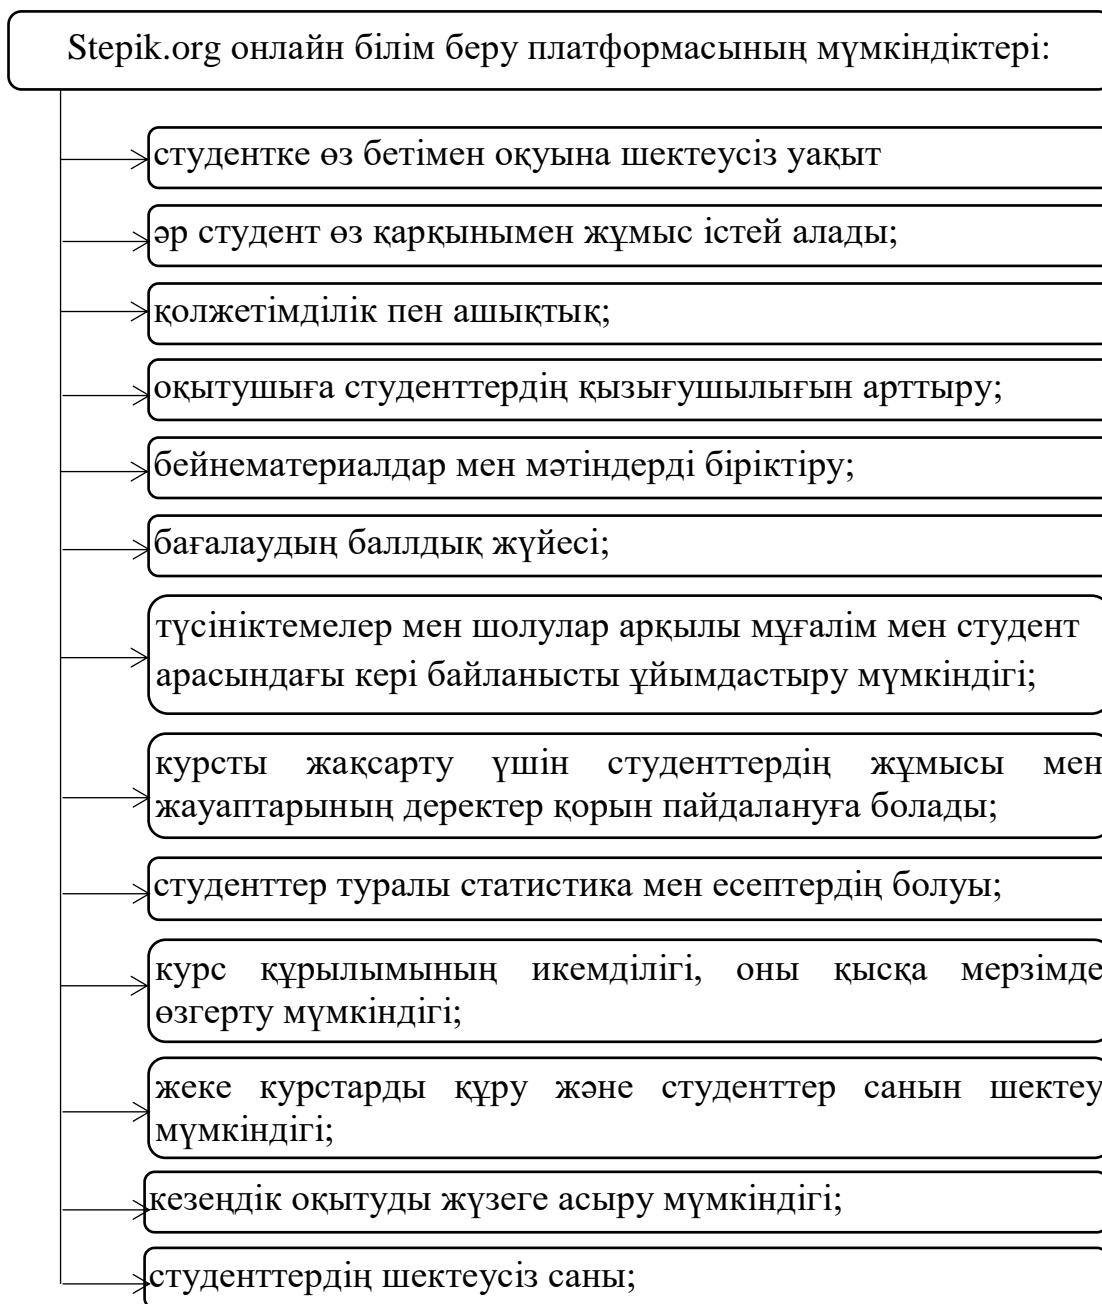 Stepik.org онлайн білім беру платформасының мүмкіндіктері:
студентке өз бетімен оқуына шектеусіз уақыт
әр студент өз қарқынымен жұмыс істей алады;
қолжетімділік пен ашықтық;
оқытушыға студенттердің қызығушылығын арттыру;
бейнематериалдар мен мәтіндерді біріктіру;
бағалаудың баллдық жүйесі;
түсініктемелер мен шолулар арқылы мұғалім мен студент
арасындағы кері байланысты ұйымдастыру мүмкіндігі;
курсты жақсарту үшін студенттердің жұмысы мен
жауаптарының деректер қорын пайдалануға болады;
студенттер туралы статистика мен есептердің болуы;
курс құрылымының икемділігі, оны қысқа мерзімде
өзгерту мүмкіндігі;
жеке курстарды құру және студенттер санын шектеу
мүмкіндігі;
кезеңдік оқытуды жүзеге асыру мүмкіндігі;
студенттердің шектеусіз саны;